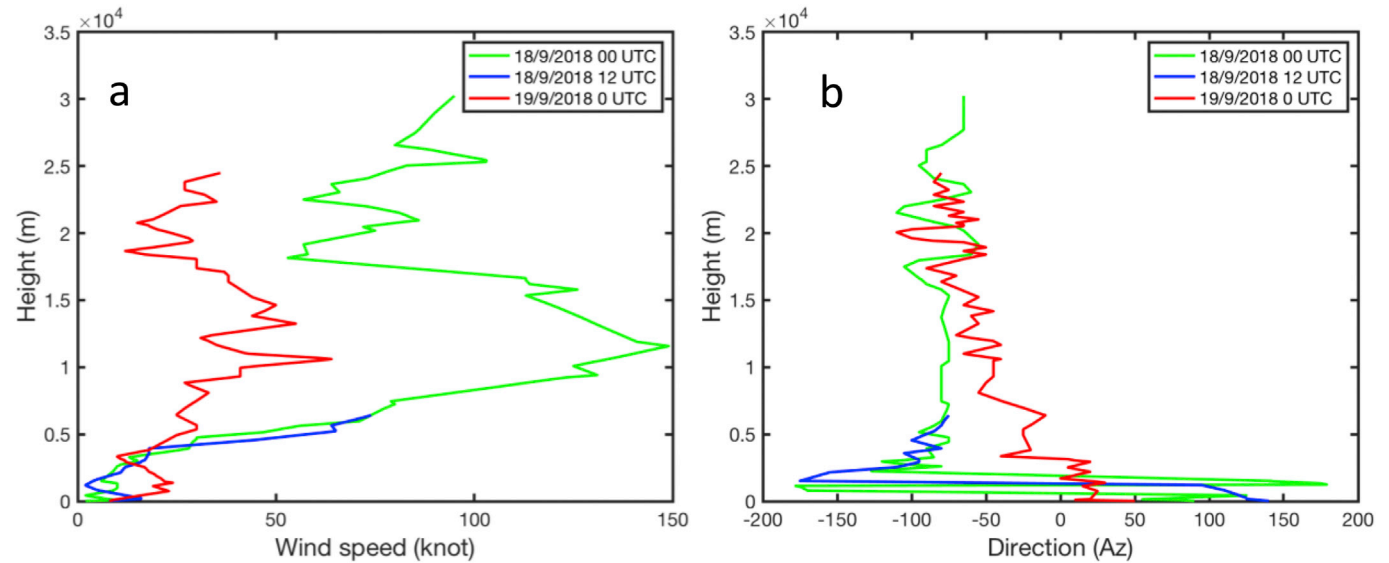 ×10⁴
3.5
3
2.5
2
1.5
1
0.5
0
Height (m)
a
18/9/2018 00 UTC
18/9/2018 12 UTC
19/9/2018 0 UTC
0 50 100 150
Wind speed (knot)
×10⁴
3.5
3
2.5
2
1.5
1
0.5
0
Height (m)
b
18/9/2018 00 UTC
18/9/2018 12 UTC
19/9/2018 0 UTC
-200 -150 -100 -50 0 50 100 150 200
Direction (Az)